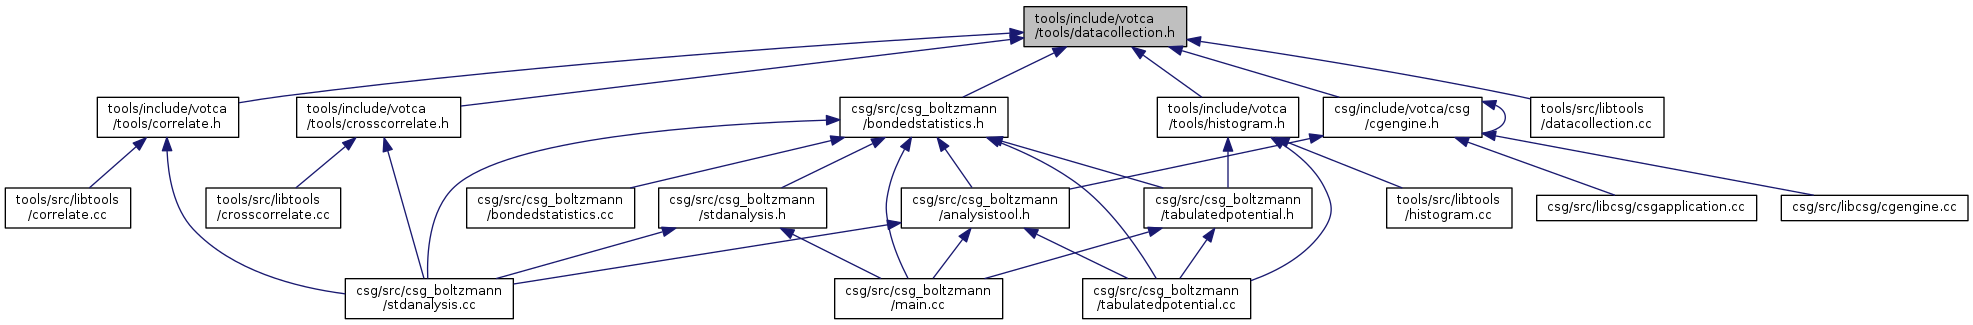 tools/include/votca
/tools/datacollection.h
tools/include/votca
/tools/correlate.h
tools/include/votca
/tools/crosscorrelate.h
csg/src/csg_boltzmann
/bondedstatistics.h
tools/include/votca
/tools/histogram.h
csg/include/votca/csg
/cgengine.h
tools/src/libtools
/datacollection.cc
tools/src/libtools
/correlate.cc
tools/src/libtools
/crosscorrelate.cc
csg/src/csg_boltzmann
/bondedstatistics.cc
csg/src/csg_boltzmann
/stdanalysis.h
csg/src/csg_boltzmann
/analysistool.h
csg/src/csg_boltzmann
/tabulatedpotential.h
tools/src/libtools
/histogram.cc
csg/src/libcsg/csgapplication.cc
csg/src/libcsg/cgengine.cc
csg/src/csg_boltzmann
/stdanalysis.cc
csg/src/csg_boltzmann
/main.cc
csg/src/csg_boltzmann
/tabulatedpotential.cc